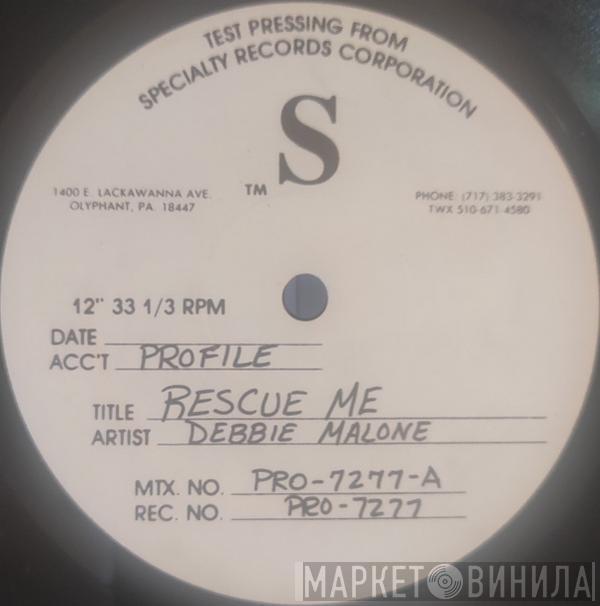 TEST PRESSING FROM
SPECIALTY RECORDS CORPORATION
S
TM
1400 E. LACKAWANNA AVE.
OLYPHANT, PA. 18447
PHONE: (717) 383-3291
TWX 510-671-4580
12" 33 1/3 RPM
DATE
ACC'T PROFILE
TITLE RESCUE ME
ARTIST DEBBIE MALONE
MTX. NO. PRO-7277-A
REC. NO. PRO-7277
МАРКЕТ ВИНИЛА